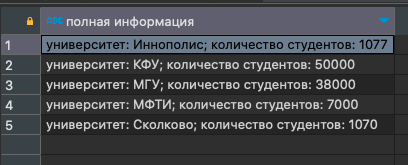 ABC полная информация
1 университет: Иннополис; количество студентов: 1077
2 университет: КФУ; количество студентов: 50000
3 университет: МГУ; количество студентов: 38000
4 университет: МФТИ; количество студентов: 7000
5 университет: Сколково; количество студентов: 1070